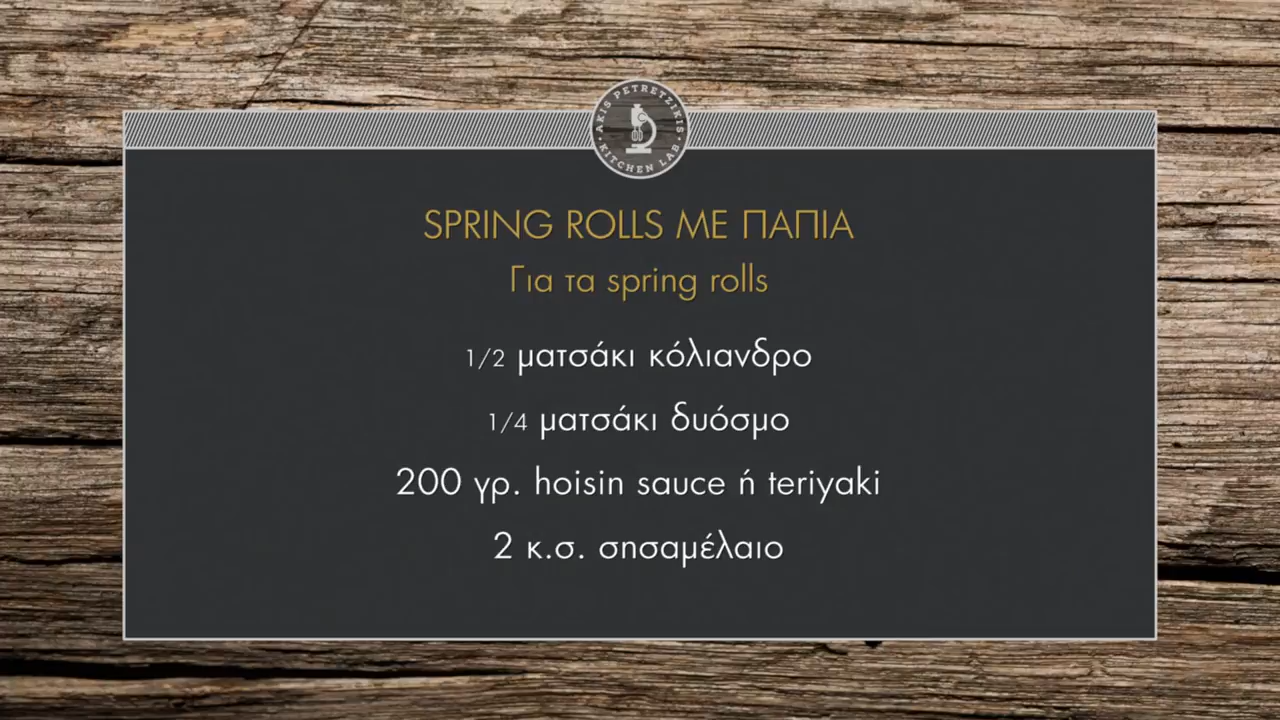 AKIS PETRETZIKIS
KITCHEN LAB
SPRING ROLLS ΜΕ ΠΑΠΙΑ
Για τα spring rolls
1/2 ματσάκι κόλιανδρο
1/4 ματσάκι δυόσμο
200 γρ. hoisin sauce ή teriyaki
2 κ.σ. σησαμέλαιο